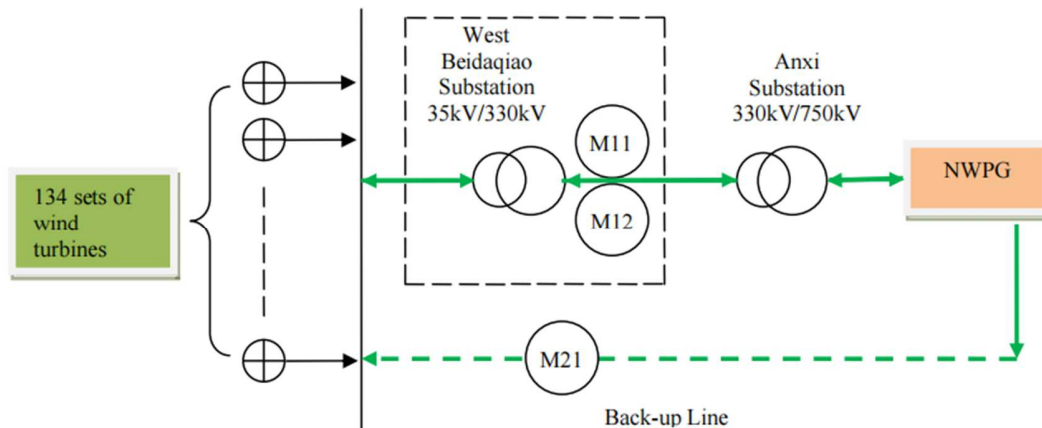 West
Beidaqiao
Substation
35kV/330kV
Anxi
Substation
330kV/750kV
M11
M12
NWPG
134 sets of
wind
turbines
M21
Back-up Line